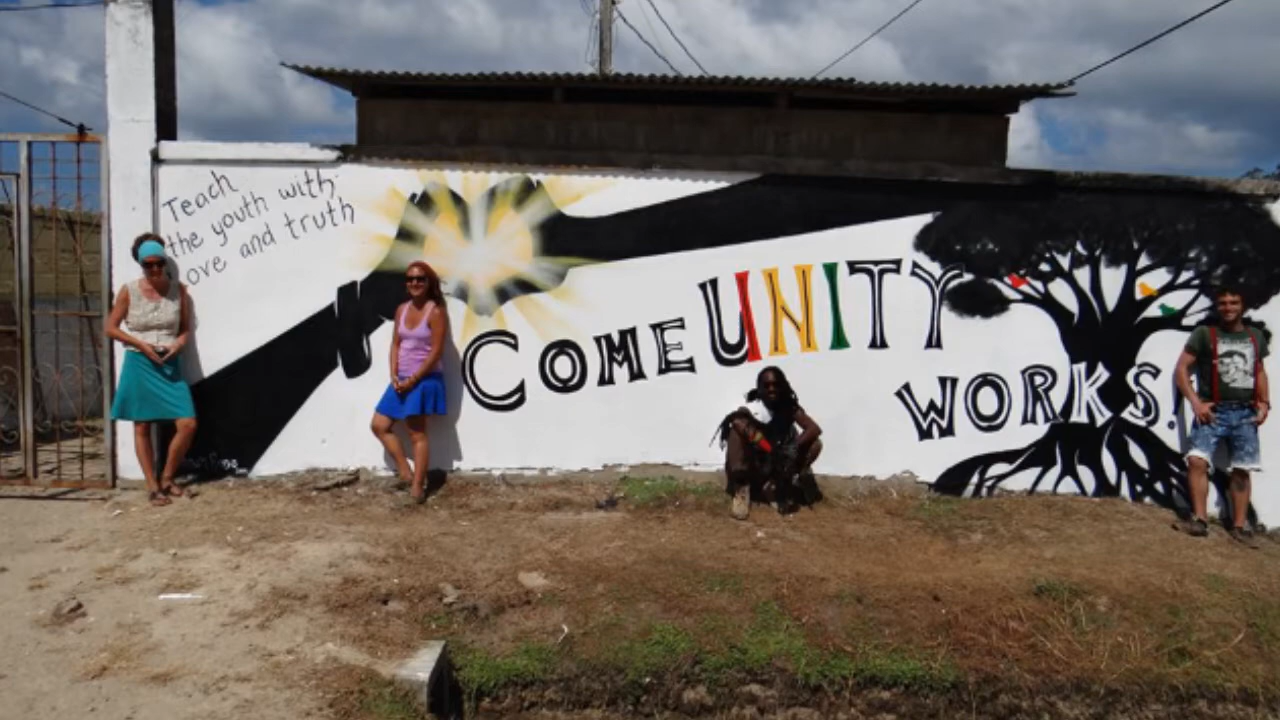 Teach
the youth with
love and truth
COMEUNITY
WORKS.